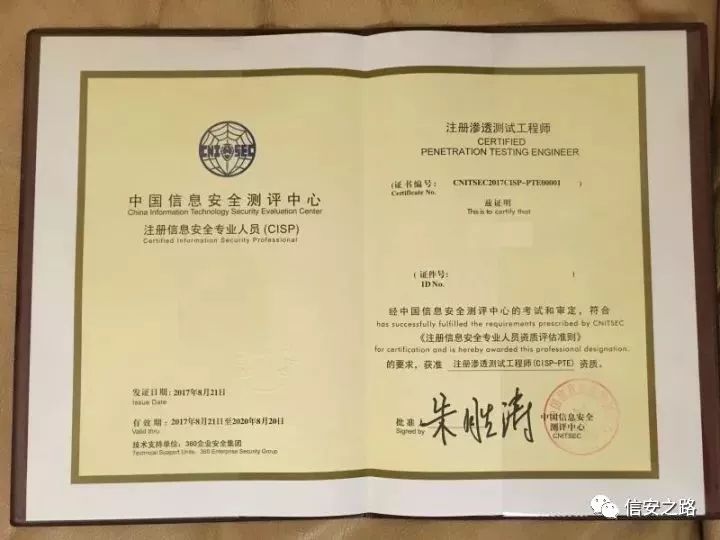 CNITSEC
中国信息安全测评中心
China Information Technology Security Evaluation Center
注册信息安全专业人员(CISP)
Certified Information Security Professional
发证日期：2017年8月21日
Issue Date
有 效 期：2017年8月21日至2020年8月20日
Valid thru
技术支持单位：360企业安全集团
Technical Support Units: 360 Enterprise Security Group
注册渗透测试工程师
CERTIFIED
PENETRATION TESTING ENGINEER
(证书编号： CNITSEC2017CISP-PTE00001 )
Certificate No.
兹证明
This is to certify that
(证件号: )
ID No.
经中国信息安全测评中心的考试和审定，符合
has successfully fulfilled the requirements prescribed by CNITSEC
《注册信息安全专业人员资质评估准则》
for certification and is hereby awarded this professional designation.
的要求，获准 注册渗透测试工程师(CISP-PTE) 资质。
批准人
Signed by
朱胜涛
中国信息安全
测评中心
CNITSEC
信安之路